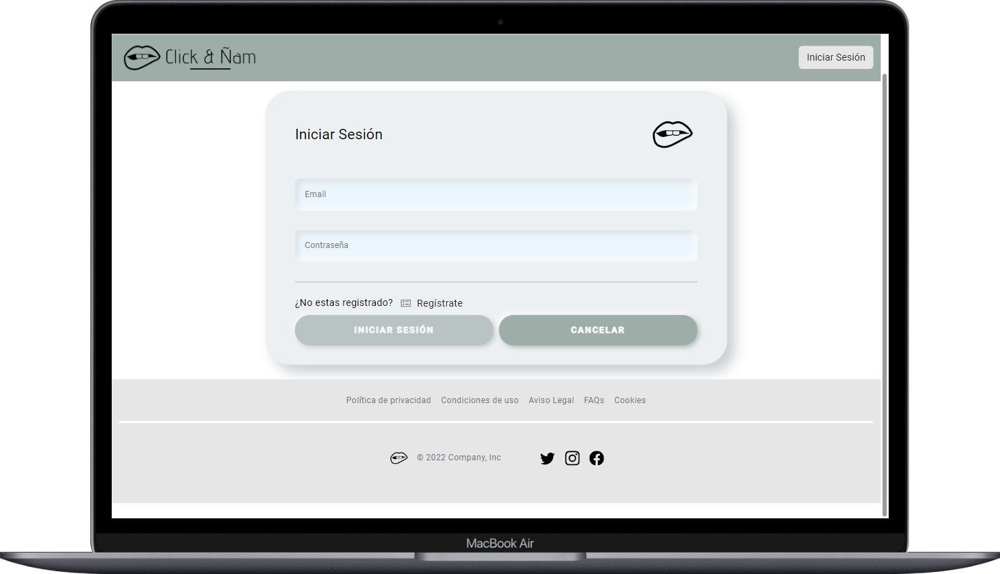 Click & Ñam
Iniciar Sesión
Iniciar Sesión
Email
Contraseña
¿No estas registrado? Regístrate
INICIAR SESIÓN CANCELAR
Política de privacidad Condiciones de uso Aviso Legal FAQs Cookies
© 2022 Company, Inc
MacBook Air